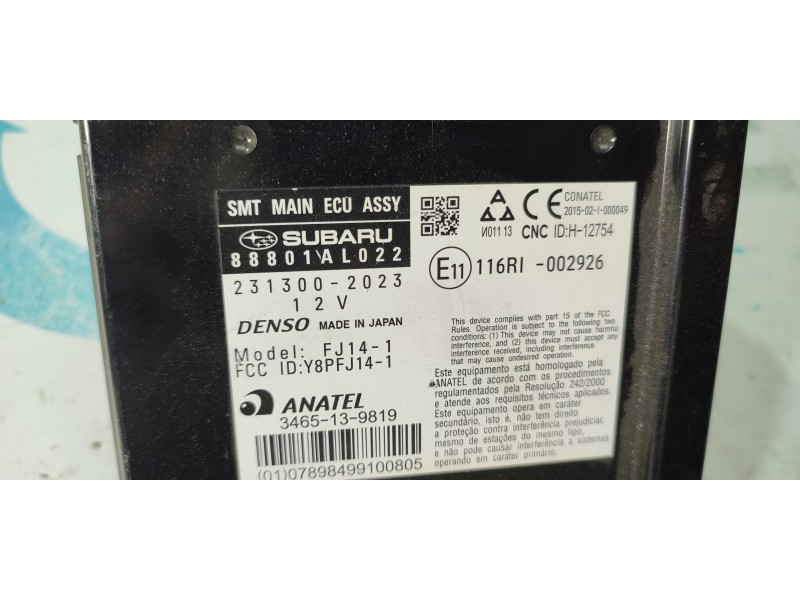 SMT MAIN ECU ASSY
SUBARU
88801AL022
231300-2023
12V
DENSO MADE IN JAPAN
Model: FJ14-1
FCC ID:Y8PFJ14-1
ANATEL
3465-13-9819
(01)07898499100805
CE
CONATEL
2015-02-I-000049
И011 13 CNC ID:H-12754
E11 116RI -002926
This device complies with part 15 of the FCC
Rules. Operation is subject to the following two
conditions: (1) This device may not cause harmful
interference, and (2) this device must accept any
interference received, including interference
that may cause undesired operation.
Este equipamento está homologado pela
ANATEL de acordo com os procedimentos
regulamentados pela Resolução 242/2000
e atende aos requisitos técnicos aplicados.
Este equipamento opera em caráter
secundário, isto é, não tem direito
a proteção contra interferência prejudicial,
mesmo de estações do mesmo tipo,
e não pode causar interferência a sistemas
operando em caráter primário.